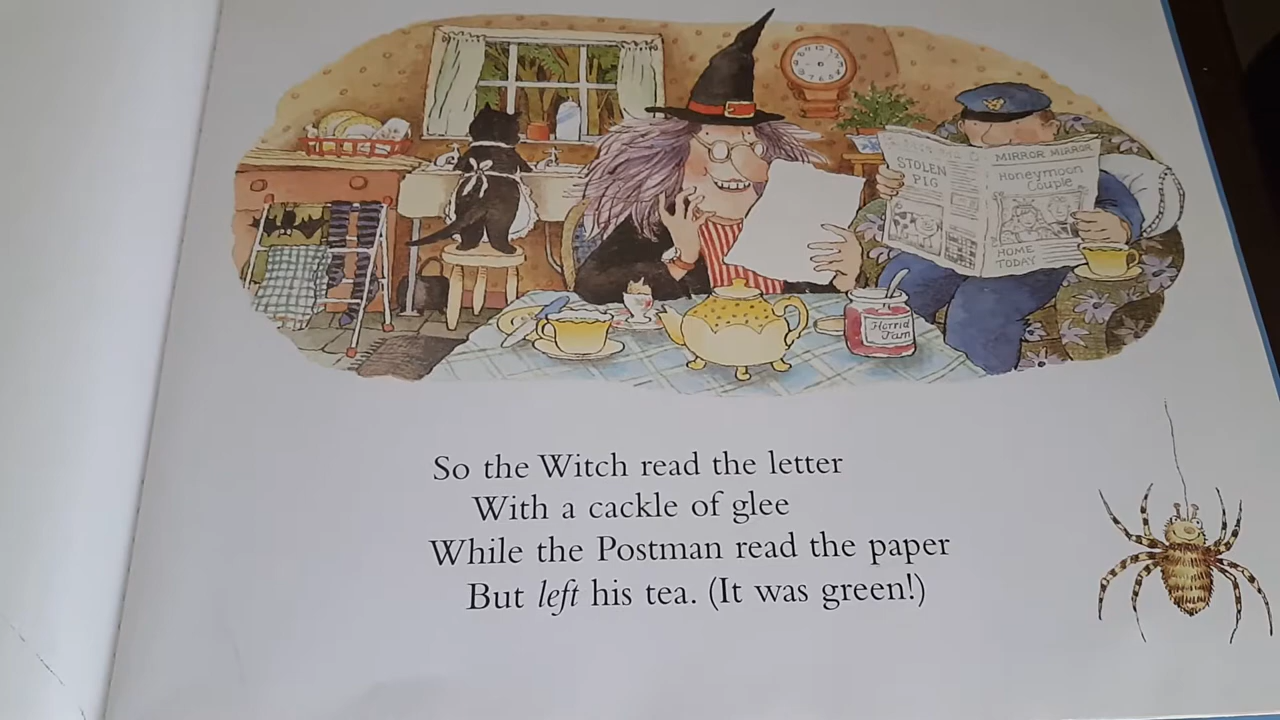 STOLEN
PIG
MIRROR MIRROR
Honeymoon
Couple
HOME
TODAY
Horrid
Jam
So the Witch read the letter
With a cackle of glee
While the Postman read the paper
But left his tea. (It was green!)